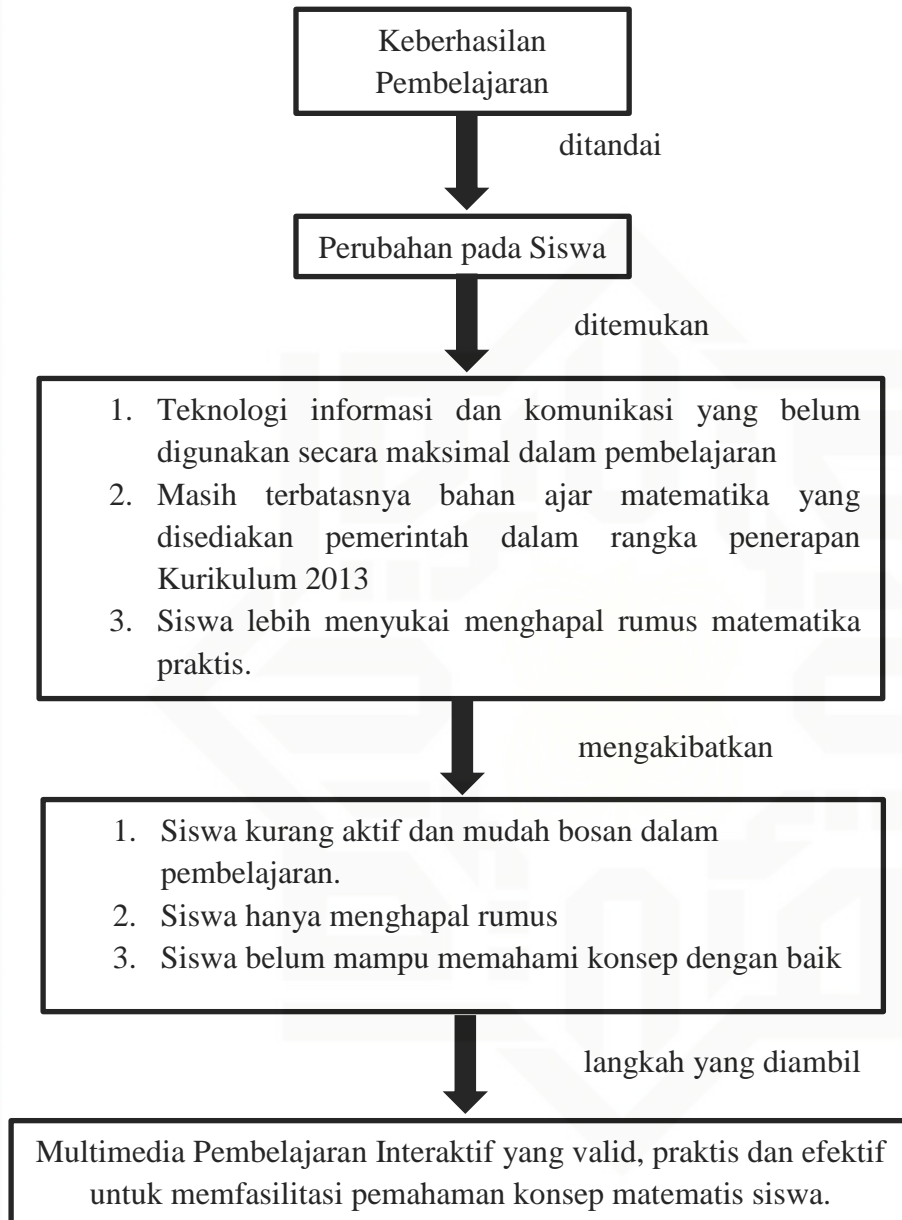 Keberhasilan
Pembelajaran
ditandai
Perubahan pada Siswa
ditemukan
1. Teknologi informasi dan komunikasi yang belum
digunakan secara maksimal dalam pembelajaran
2. Masih terbatasnya bahan ajar matematika yang
disediakan pemerintah dalam rangka penerapan
Kurikulum 2013
3. Siswa lebih menyukai menghapal rumus matematika
praktis.
mengakibatkan
1. Siswa kurang aktif dan mudah bosan dalam
pembelajaran.
2. Siswa hanya menghapal rumus
3. Siswa belum mampu memahami konsep dengan baik
langkah yang diambil
Multimedia Pembelajaran Interaktif yang valid, praktis dan efektif
untuk memfasilitasi pemahaman konsep matematis siswa.